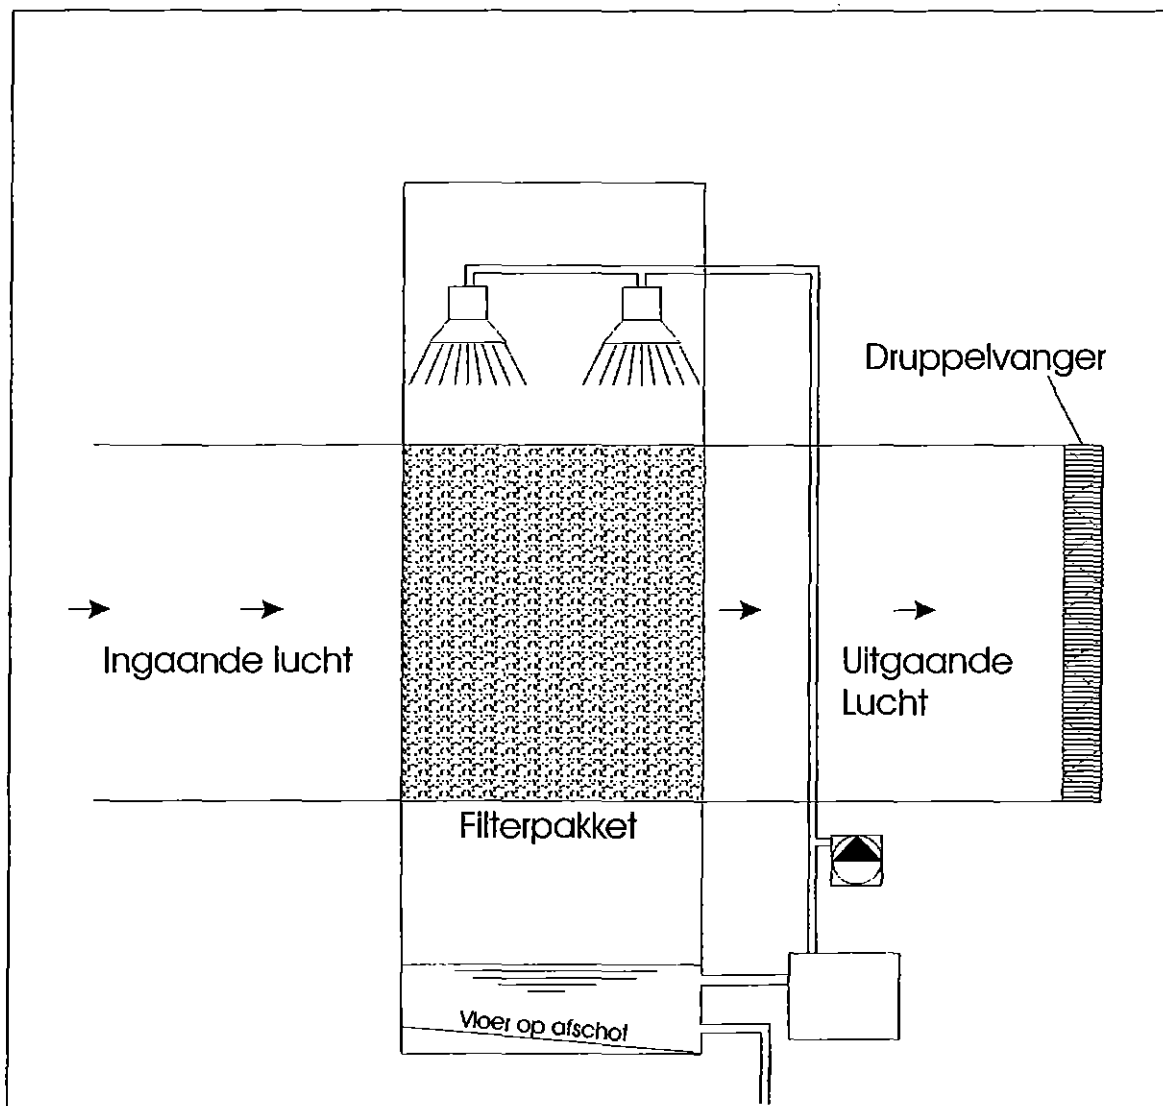 Druppelvanger
Ingaande lucht
Uitgaande
Lucht
Filterpakket
Vloer op afschot